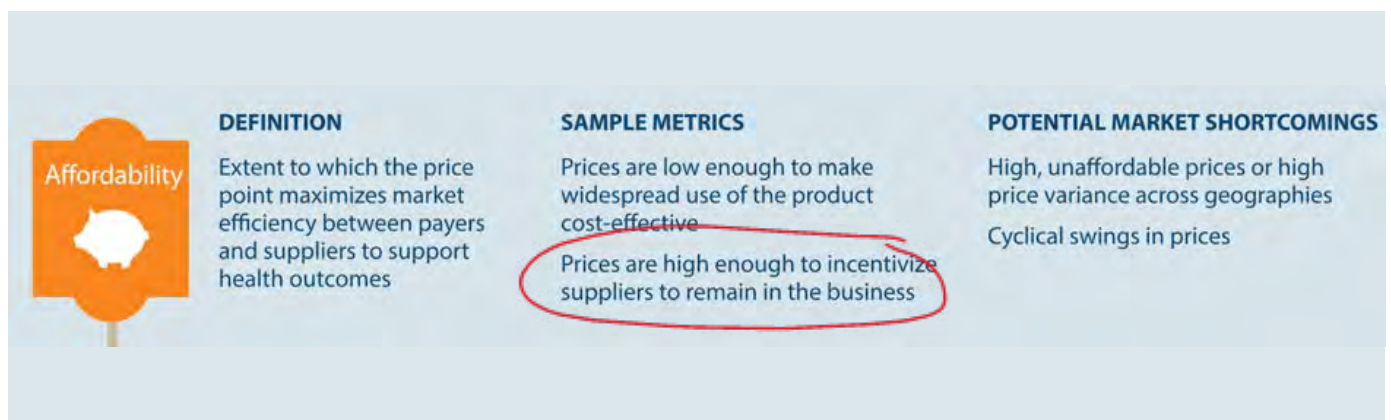 Affordability
DEFINITION
Extent to which the price
point maximizes market
efficiency between payers
and suppliers to support
health outcomes
SAMPLE METRICS
Prices are low enough to make
widespread use of the product
cost-effective
Prices are high enough to incentivize
suppliers to remain in the business
POTENTIAL MARKET SHORTCOMINGS
High, unaffordable prices or high
price variance across geographies
Cyclical swings in prices